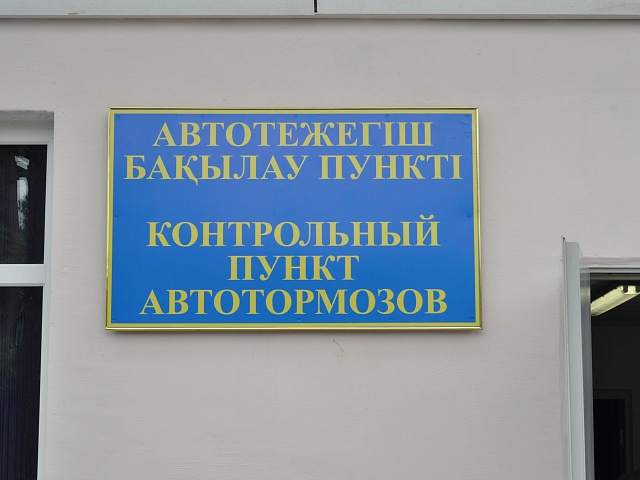 АВТОТЕЖЕГІШ
БАҚЫЛАУ ПУНКТІ
КОНТРОЛЬНЫЙ
ПУНКТ
АВТОТОРМОЗОВ